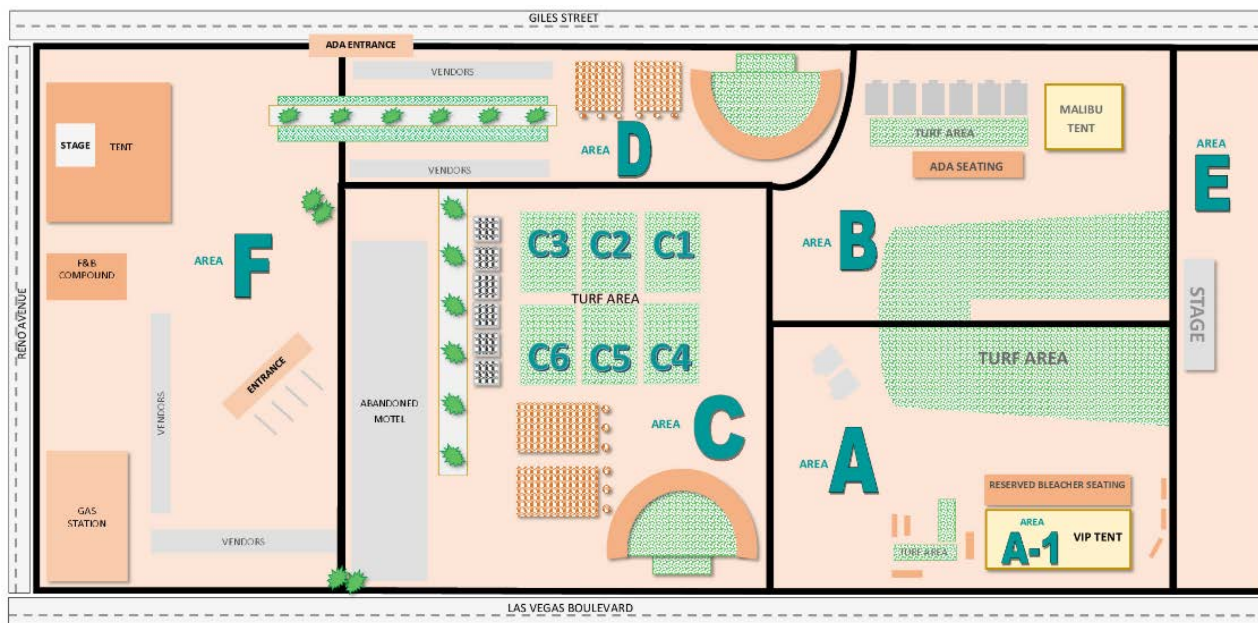 GILES STREET
RENO AVENUE
ADA ENTRANCE
VENDORS
STAGE
TENT
AREA D
VENDORS
TURF AREA
MALIBU
TENT
ADA SEATING
AREA E
AREA F
F&B
COMPOUND
AREA B
C3 C2 C1
TURF AREA
C6 C5 C4
STAGE
ENTRANCE
VENDORS
ABANDONED
MOTEL
AREA C
TURF AREA
AREA A
RESERVED BLEACHER SEATING
GAS
STATION
VENDORS
TURF AREA
AREA
A-1 VIP TENT
LAS VEGAS BOULEVARD